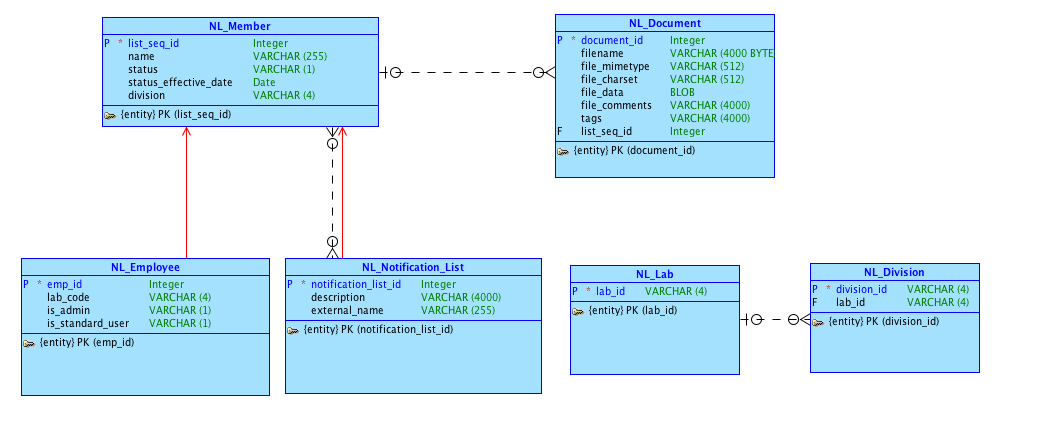 NL_Member
P * list_seq_id Integer
name VARCHAR (255)
status VARCHAR (1)
status_effective_date Date
division VARCHAR (4)
{entity} PK (list_seq_id)
NL_Document
P * document_id Integer
filename VARCHAR (4000 BYTE
file_mimetype VARCHAR (512)
file_charset VARCHAR (512)
file_data BLOB
file_comments VARCHAR (4000)
tags VARCHAR (4000)
F list_seq_id Integer
{entity} PK (document_id)
NL_Employee
P * emp_id Integer
lab_code VARCHAR (4)
is_admin VARCHAR (1)
is_standard_user VARCHAR (1)
{entity} PK (emp_id)
NL_Notification_List
P * notification_list_id Integer
description VARCHAR (4000)
external_name VARCHAR (255)
{entity} PK (notification_list_id)
NL_Lab
P * lab_id VARCHAR (4)
{entity} PK (lab_id)
NL_Division
P * division_id VARCHAR (4)
F lab_id VARCHAR (4)
{entity} PK (division_id)